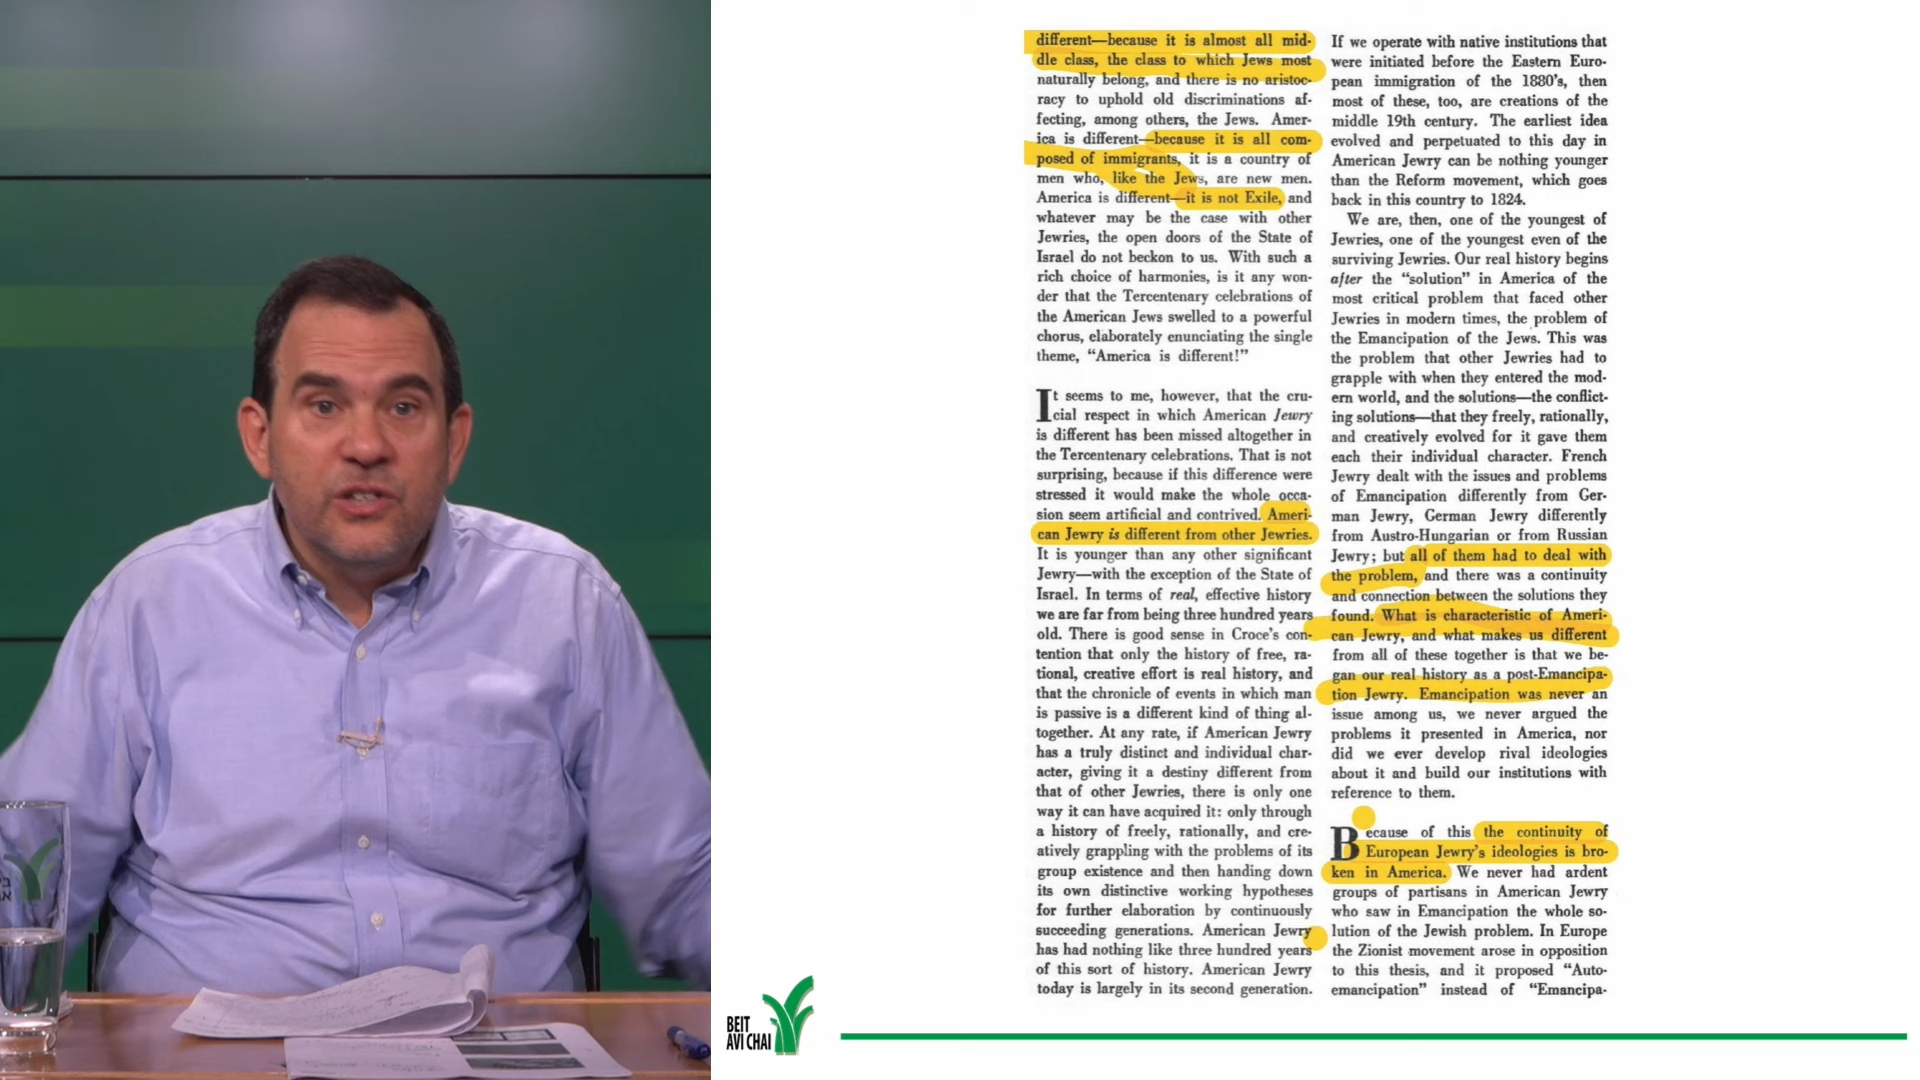 different—because it is almost all mid-
dle class, the class to which Jews most
naturally belong, and there is no aristoc-
racy to uphold old discriminations af-
fecting, among others, the Jews. Amer-
ica is different—because it is all com-
posed of immigrants, it is a country of
men who, like the Jews, are new men.
America is different—it is not Exile, and
whatever may be the case with other
Jewries, the open doors of the State of
Israel do not beckon to us. With such a
rich choice of harmonies, is it any won-
der that the Tercentenary celebrations of
the American Jews swelled to a powerful
chorus, elaborately enunciating the single
theme, “America is different!”
It seems to me, however, that the cru-
cial respect in which American Jewry
is different has been missed altogether in
the Tercentenary celebrations. That is not
surprising, because if this difference were
stressed it would make the whole occa-
sion seem artificial and contrived. Ameri-
can Jewry is different from other Jewries.
It is younger than any other significant
Jewry—with the exception of the State of
Israel. In terms of real, effective history
we are far from being three hundred years
old. There is good sense in Croce’s con-
tention that only the history of free, ra-
tional, creative effort is real history, and
that the chronicle of events in which man
is passive is a different kind of thing al-
together. At any rate, if American Jewry
has a truly distinct and individual char-
acter, giving it a destiny different from
that of other Jewries, there is only one
way it can have acquired it: only through
a history of freely, rationally, and cre-
atively grappling with the problems of its
group existence and then handing down
its own distinctive working hypotheses
for further elaboration by continuously
succeeding generations. American Jewry
has had nothing like three hundred years
of this sort of history. American Jewry
today is largely in its second generation.
If we operate with native institutions that
were initiated before the Eastern Euro-
pean immigration of the 1880’s, then
most of these, too, are creations of the
middle 19th century. The earliest idea
evolved and perpetuated to this day in
American Jewry can be nothing younger
than the Reform movement, which goes
back in this country to 1824.
We are, then, one of the youngest of
Jewries, one of the youngest even of the
surviving Jewries. Our real history begins
after the “solution” in America of the
most critical problem that faced other
Jewries in modern times, the problem of
the Emancipation of the Jews. This was
the problem that other Jewries had to
grapple with when they entered the mod-
ern world, and the solutions—the conflict-
ing solutions—that they freely, rationally,
and creatively evolved for it gave them
each their individual character. French
Jewry dealt with the issues and problems
of Emancipation differently from Ger-
man Jewry, German Jewry differently
from Austro-Hungarian or from Russian
Jewry; but all of them had to deal with
the problem, and there was a continuity
and connection between the solutions they
found. What is characteristic of Ameri-
can Jewry, and what makes us different
from all of these together is that we be-
gan our real history as a post-Emancipa-
tion Jewry. Emancipation was never an
issue among us, we never argued the
problems it presented in America, nor
did we ever develop rival ideologies
about it and build our institutions with
reference to them.
Because of this the continuity of
European Jewry’s ideologies is bro-
ken in America. We never had ardent
groups of partisans in American Jewry
who saw in Emancipation the whole so-
lution of the Jewish problem. In Europe
the Zionist movement arose in opposition
to this thesis, and it proposed “Auto-
emancipation” instead of “Emancipa-
BEIT
AVI CHAI